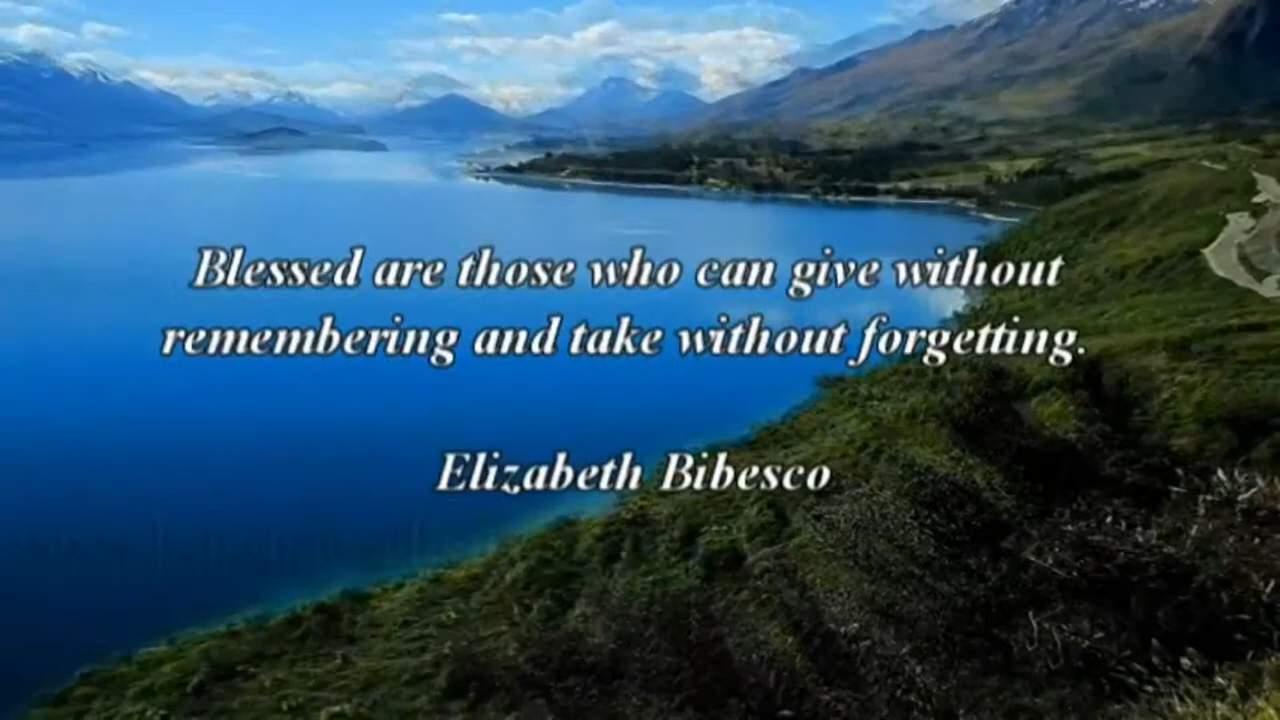 Blessed are those who can give without
remembering and take without forgetting.
Elizabeth Bibesco